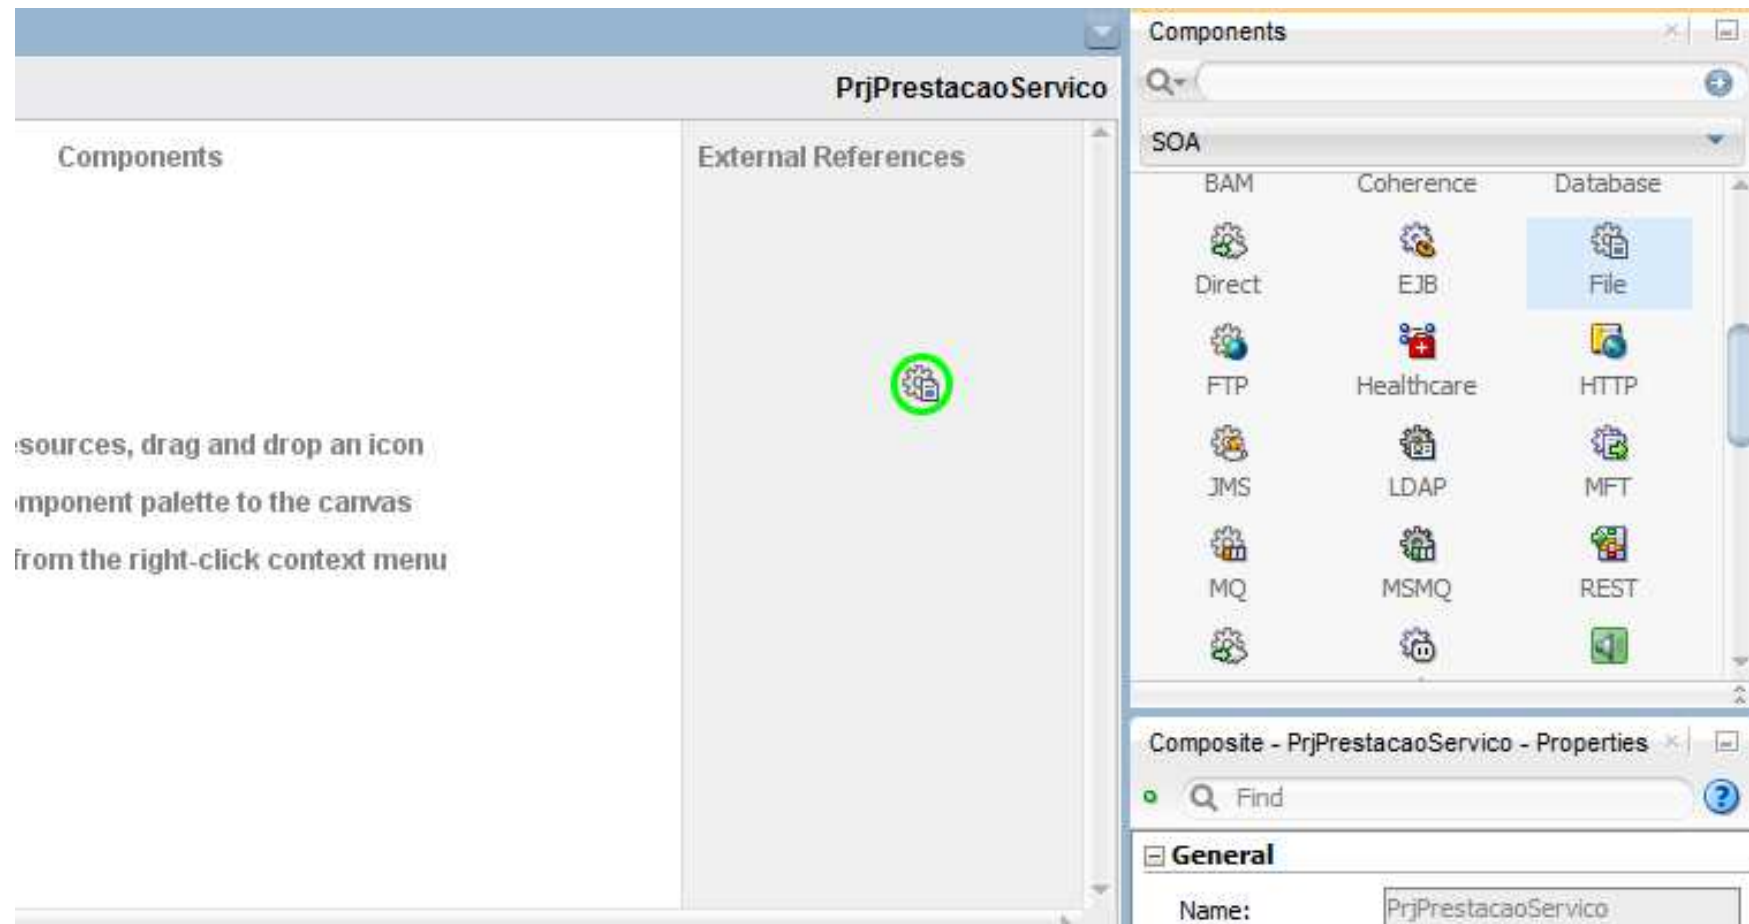 PrjPrestacaoServico
Components
External References
sources, drag and drop an icon
mponent palette to the canvas
from the right-click context menu
Components
SOA
BAM Coherence Database
Direct EJB File
FTP Healthcare HTTP
JMS LDAP MFT
MQ MSMQ REST
Composite - PrjPrestacaoServico - Properties
Find
General
Name: PrjPrestacaoServico